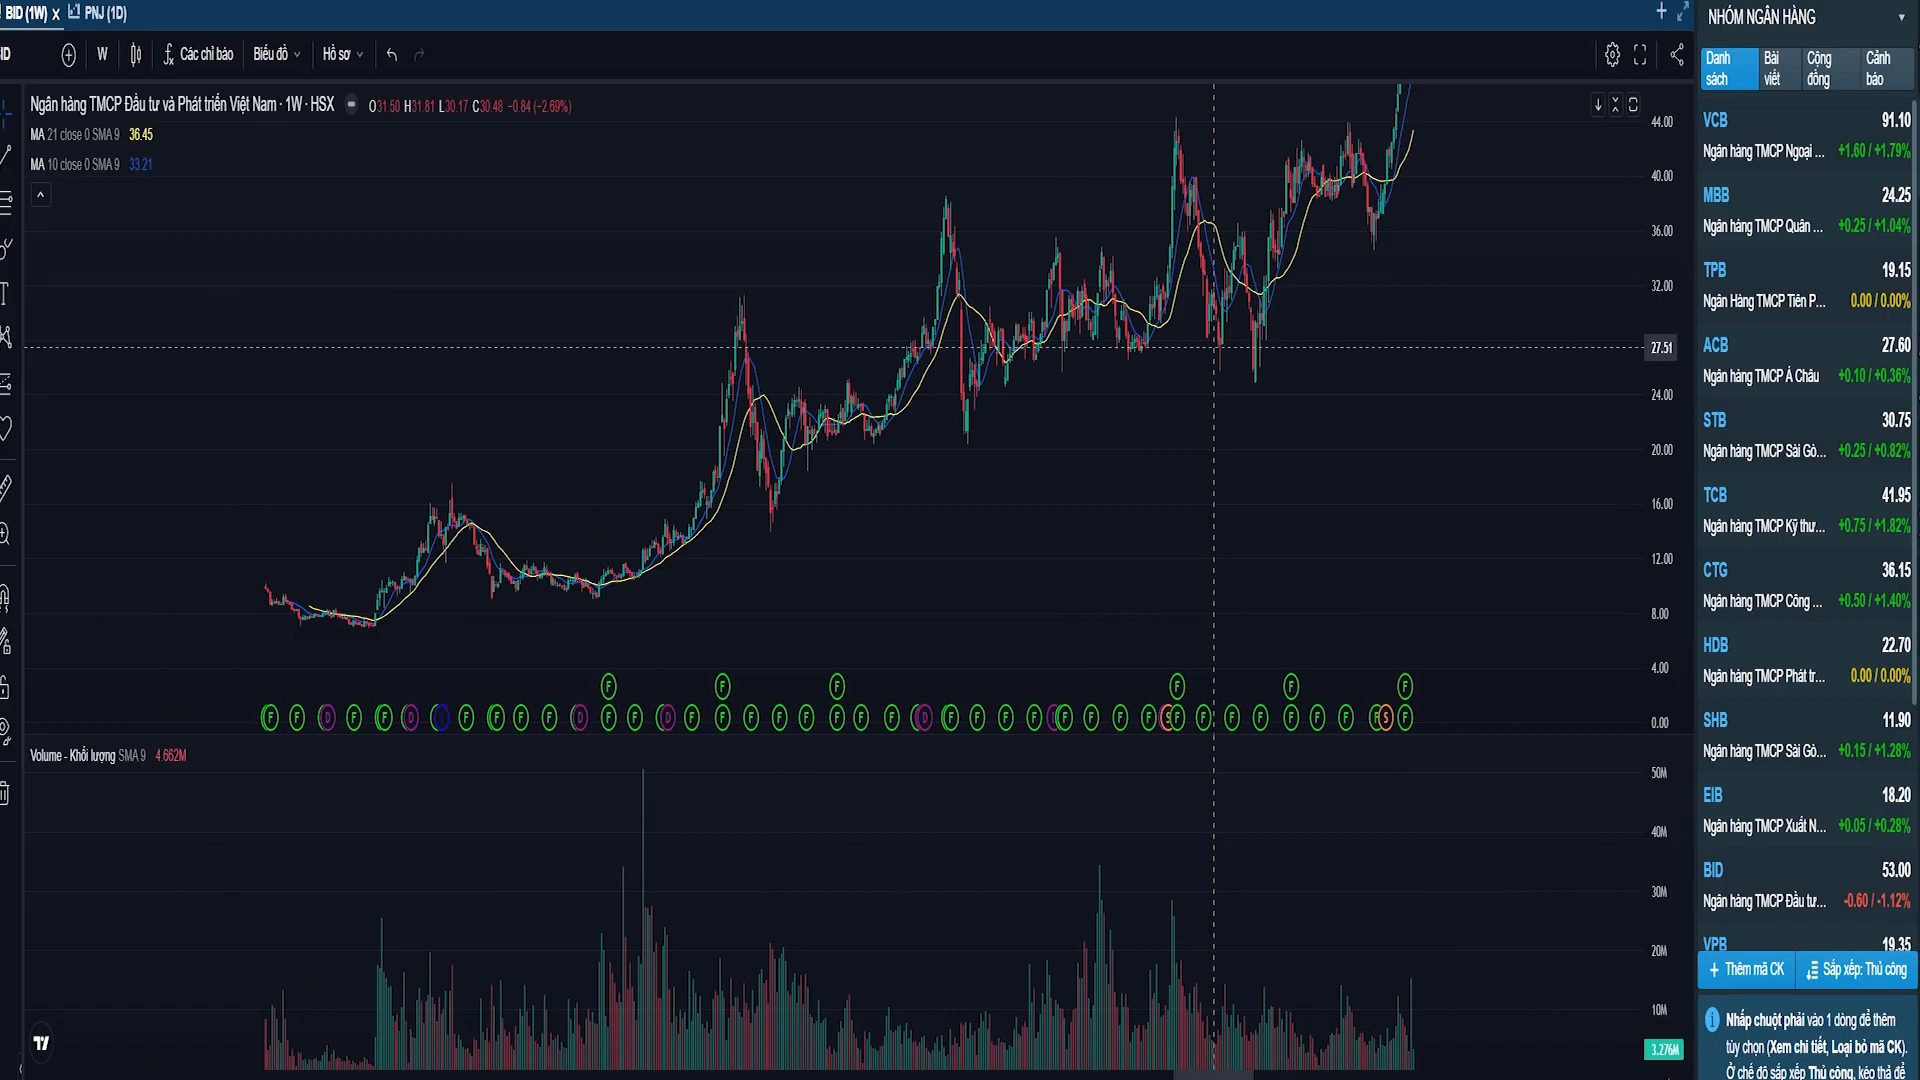 BID (1W) x PNJ (1D)
W Các chỉ báo Biểu đồ Hồ sơ
Ngân hàng TMCP Đầu tư và Phát triển Việt Nam · 1W · HSX O31.50 H31.81 L30.17 C30.48 −0.84 (−2.69%)
MA 21 close 0 SMA 9 36.45
MA 10 close 0 SMA 9 33.21
44.00
40.00
36.00
32.00
27.51
24.00
20.00
16.00
12.00
8.00
4.00
0.00
Volume - Khối lượng SMA 9 4.662M
50M
40M
30M
20M
10M
3.276M
NHÓM NGÂN HÀNG
Danh sách
Bài viết
Cộng đồng
Cảnh báo
VCB 91.10
Ngân hàng TMCP Ngoại ... +1.60 / +1.79%
MBB 24.25
Ngân hàng TMCP Quân ... +0.25 / +1.04%
TPB 19.15
Ngân Hàng TMCP Tiên P... 0.00 / 0.00%
ACB 27.60
Ngân hàng TMCP Á Châu +0.10 / +0.36%
STB 30.75
Ngân hàng TMCP Sài Gò... +0.25 / +0.82%
TCB 41.95
Ngân hàng TMCP Kỹ thư... +0.75 / +1.82%
CTG 36.15
Ngân hàng TMCP Công ... +0.50 / +1.40%
HDB 22.70
Ngân hàng TMCP Phát tr... 0.00 / 0.00%
SHB 11.90
Ngân hàng TMCP Sài Gò... +0.15 / +1.28%
EIB 18.20
Ngân hàng TMCP Xuất N... +0.05 / +0.28%
BID 53.00
Ngân hàng TMCP Đầu tư... -0.60 / -1.12%
VPB 19.35
+ Thêm mã CK Sắp xếp: Thủ công
Nhấp chuột phải vào 1 dòng để thêm
tùy chọn (Xem chi tiết, Loại bỏ mã CK).
Ở chế độ sắp xếp Thủ công, kéo thả để